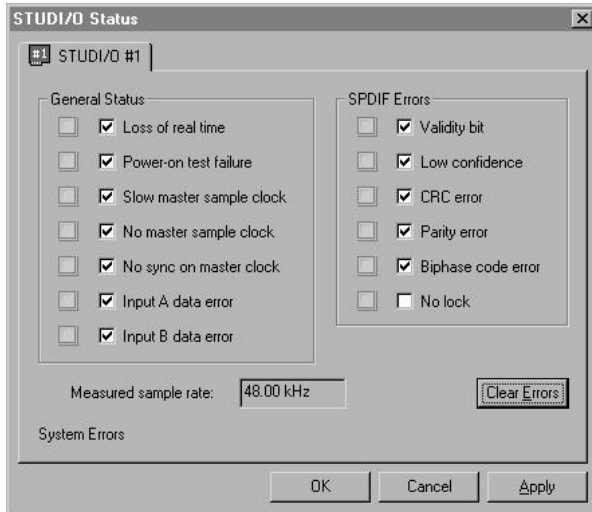 STUDI/O Status
#1 STUDI/O #1
General Status
Loss of real time
Power-on test failure
Slow master sample clock
No master sample clock
No sync on master clock
Input A data error
Input B data error
SPDIF Errors
Validity bit
Low confidence
CRC error
Parity error
Biphase code error
No lock
Measured sample rate: 48.00 kHz
Clear Errors
System Errors
OK Cancel Apply